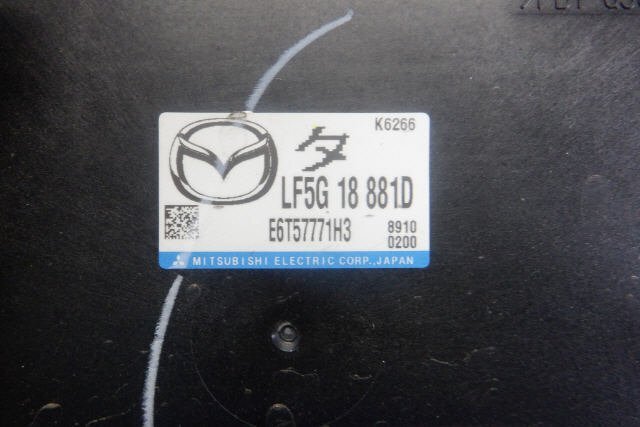 K6266
タ
LF5G 18 881D
E6T57771H3
8910
0200
MITSUBISHI ELECTRIC CORP.,JAPAN